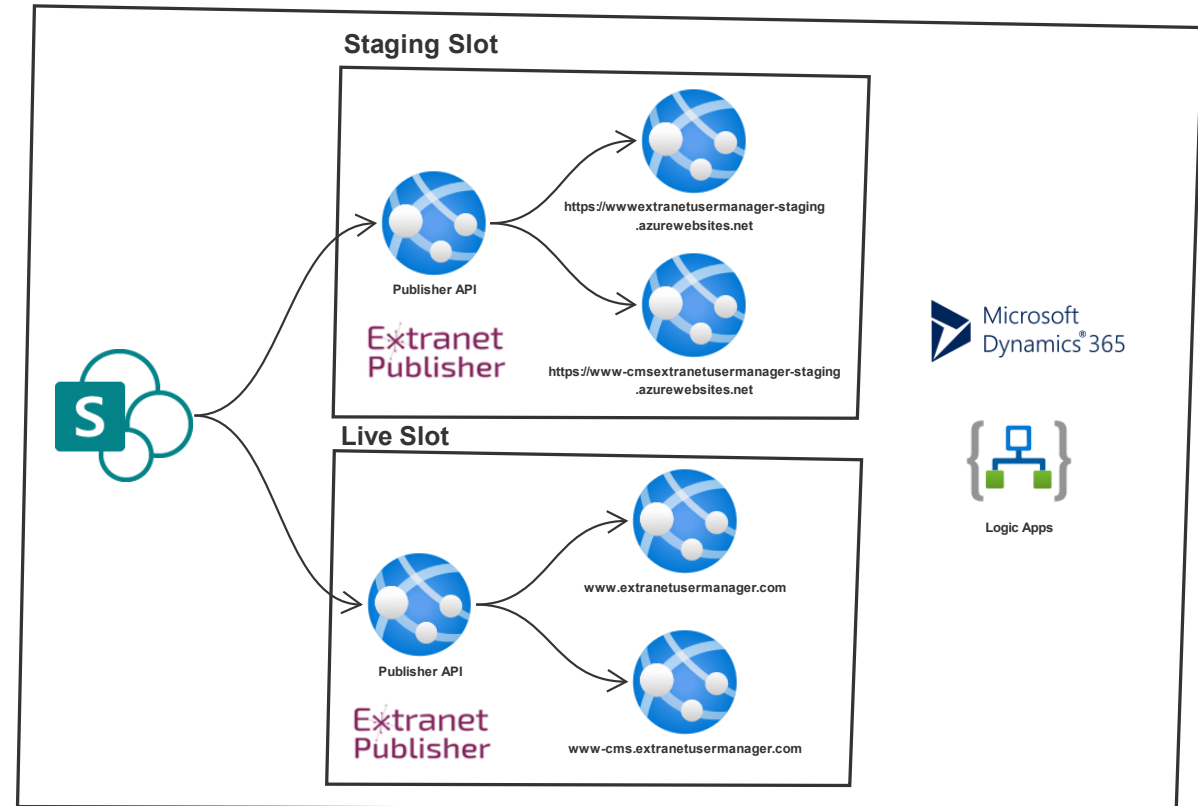 Staging Slot
https://wwwextranetusermanager-staging
.azurewebsites.net
Publisher API
Extranet
Publisher
https://www-cmsextranetusermanager-staging
.azurewebsites.net
S
Live Slot
www.extranetusermanager.com
Publisher API
Extranet
Publisher
www-cms.extranetusermanager.com
Microsoft
Dynamics® 365
Logic Apps